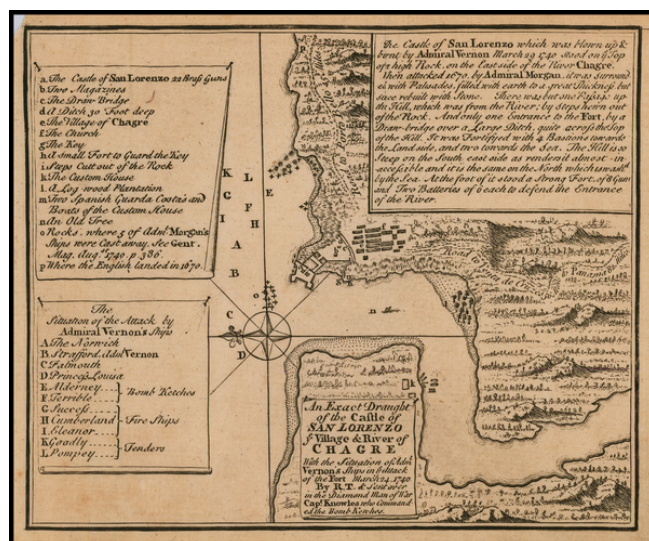 a. The Castle of San Lorenzo 22 Brass Guns
b. Two Magazines
c. The Draw Bridge
d. A Ditch 30 Foot deep
e. The Village of Chagre
f. The Church
g. The Key
h. A small Fort to Guard the Key
i. Steps Cut out of the Rock
k. The Custom House
l. A Log-wood Plantation
m. Two Spanish Guarda Costa's and
Boats of the Custom House
n. An Old Tree
o. Rocks, where 5 of Adml Morgan's
Ships were Cast away. See Gent.
Mag. Augt 1740. p. 386.
p. Where the English landed in 1670.
The Castle of San Lorenzo which was blown up &
burnt by Admiral Vernon March 29 1740 stood on ye Top
of a high Rock, on the East side of the River Chagre.
When attacked 1670, by Admiral Morgan, it was surround
ed with Palisades, filled with earth to a great Thickness, but
since rebuilt with Stone. There was but one Passage up
the Hill, which was from the River, by steps hewn out
of the Rock. And only one Entrance to the Fort, by a
Draw-bridge over a Large Ditch, quite across the top
of the Hill. It was Fortifyed with 4 Bastions towards
the Land side, and two towards the Sea. The Hill is so
Steep on the South east side as renders it almost in-
accessible and it is the same on the North which is wash'd
by the Sea. At the foot of it stood a Strong Fort, of 8 Guns
and Two Batteries of 6 each to defend the Entrance
of the River.
The
Situation of the Attack by
Admiral Vernon's Ships
A The Norwich
B Strafford. Adml Vernon
C Falmouth
D Princess Louisa
E Alderney
F Terrible
Bomb Ketches
G Success
H Cumberland
I Eleanor
Fire Ships
K Goadly
L Pompey
Tenders
K L
G F H
I
A
B
C
D
An Exact Draught
of the Castle of
SAN LORENZO
ye Village & River of
CHAGRE
With the Situation of Adml
Vernon's Ships in ye Attack
of the Fort March 24. 1740
By R.T. & Sent over
in the Diamond Man of War
Capt Knowles who Command-
ed the Bomb Ketches.